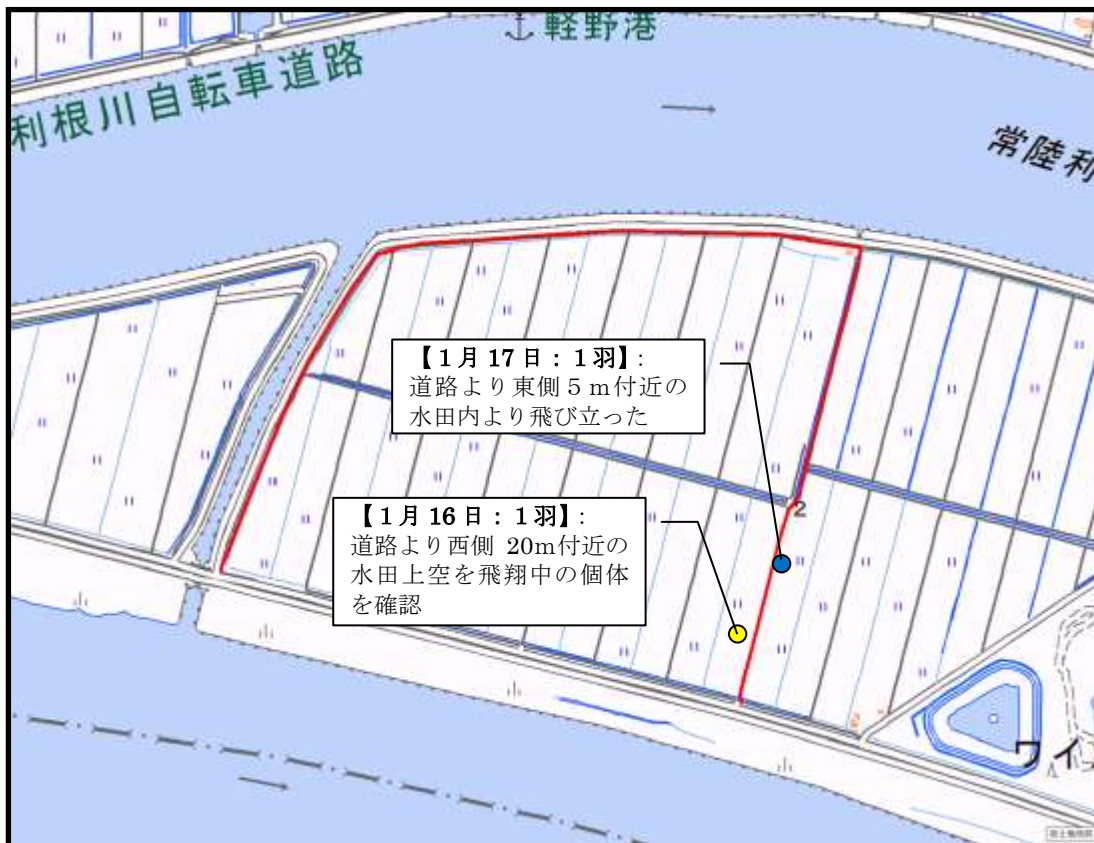 軽野港
利根川自転車道路
常陸利
【1月17日:1羽】:
道路より東側5m付近の
水田内より飛び立った
2
【1月16日:1羽】:
道路より西側 20m付近の
水田上空を飛翔中の個体
を確認
ワイ